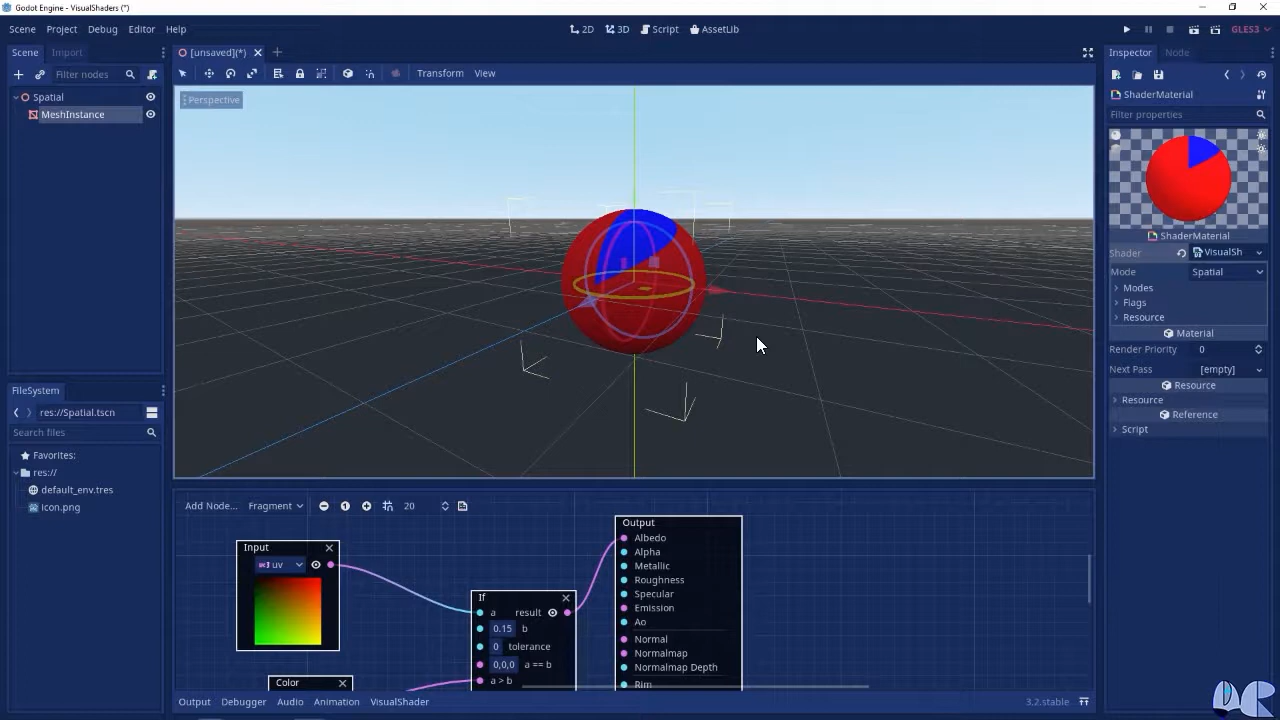 Godot Engine - VisualShaders (*)
Scene Project Debug Editor Help
2D 3D Script AssetLib
GLES3
Scene Import
Filter nodes
Spatial
MeshInstance
[unsaved](*)
Transform View
Perspective
FileSystem
res://Spatial.tscn
Search files
Favorites:
res://
default_env.tres
icon.png
Add Node... Fragment 20
Input
uv
Color
If
a result
0.15 b
0 tolerance
0,0,0 a == b
a > b
Output
Albedo
Alpha
Metallic
Roughness
Specular
Emission
Ao
Normal
Normalmap
Normalmap Depth
Rim
Output Debugger Audio Animation VisualShader
3.2.stable
Inspector Node
ShaderMaterial
Filter properties
ShaderMaterial
Shader VisualSh
Mode Spatial
Modes
Flags
Resource
Material
Render Priority 0
Next Pass [empty]
Resource
Resource
Reference
Script